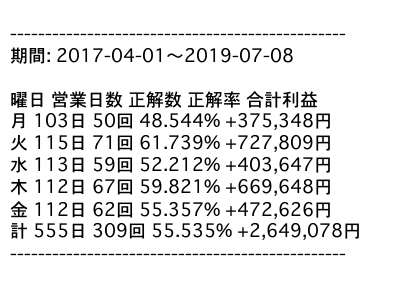 ------------------------------------------------
期間: 2017-04-01〜2019-07-08
曜日 営業日数 正解数 正解率 合計利益
月 103日 50回 48.544% +375,348円
火 115日 71回 61.739% +727,809円
水 113日 59回 52.212% +403,647円
木 112日 67回 59.821% +669,648円
金 112日 62回 55.357% +472,626円
計 555日 309回 55.535% +2,649,078円
------------------------------------------------